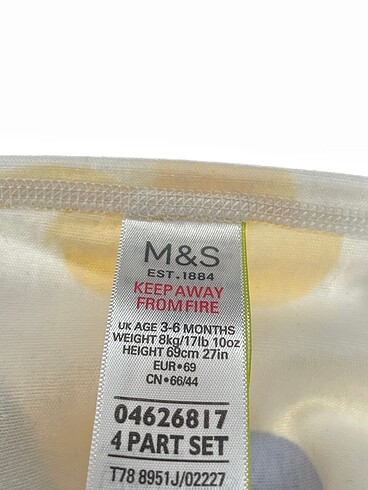 M&S
EST. 1884
KEEP AWAY
FROM FIRE
UK AGE 3-6 MONTHS
WEIGHT 8kg/17lb 10oz
HEIGHT 69cm 27in
EUR•69
CN•66/44
04626817
4 PART SET
T78 8951J/02227